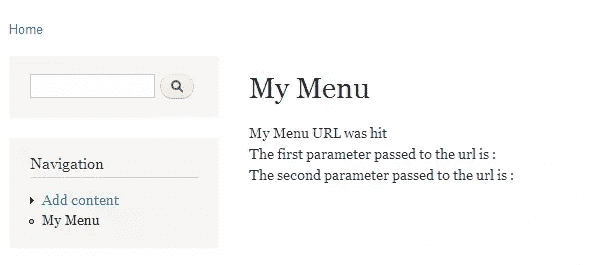 Home
My Menu
My Menu URL was hit
The first parameter passed to the url is :
The second parameter passed to the url is :
Navigation
Add content
My Menu